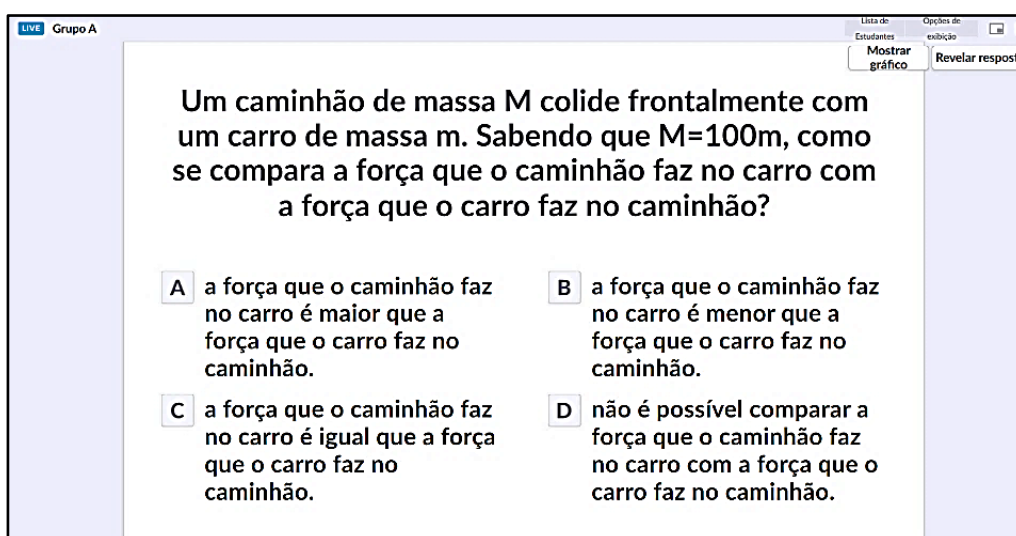 LIVE Grupo A
Lista de Estudantes
Opções de exibição
Mostrar gráfico
Revelar respost
Um caminhão de massa M colide frontalmente com
um carro de massa m. Sabendo que M=100m, como
se compara a força que o caminhão faz no carro com
a força que o carro faz no caminhão?
A a força que o caminhão faz
no carro é maior que a
força que o carro faz no
caminhão.
B a força que o caminhão faz
no carro é menor que a
força que o carro faz no
caminhão.
C a força que o caminhão faz
no carro é igual que a força
que o carro faz no
caminhão.
D não é possível comparar a
força que o caminhão faz
no carro com a força que o
carro faz no caminhão.